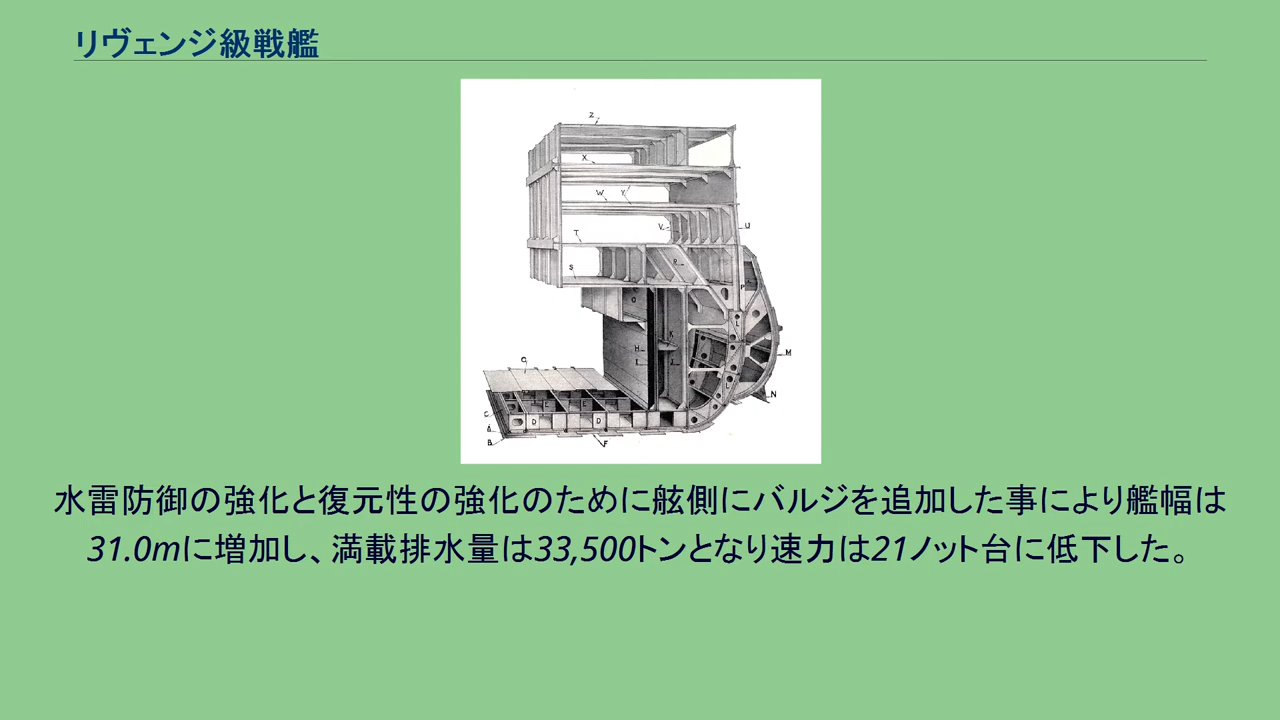 リヴェンジ級戦艦
Z
X
W Y
T
V
U
S
R
P
O
L
K
H
I
J
M
G
N
C
E E
D D
A
B
F
水雷防御の強化と復元性の強化のために舷側にバルジを追加した事により艦幅は
31.0mに増加し、満載排水量は33,500トンとなり速力は21ノット台に低下した。